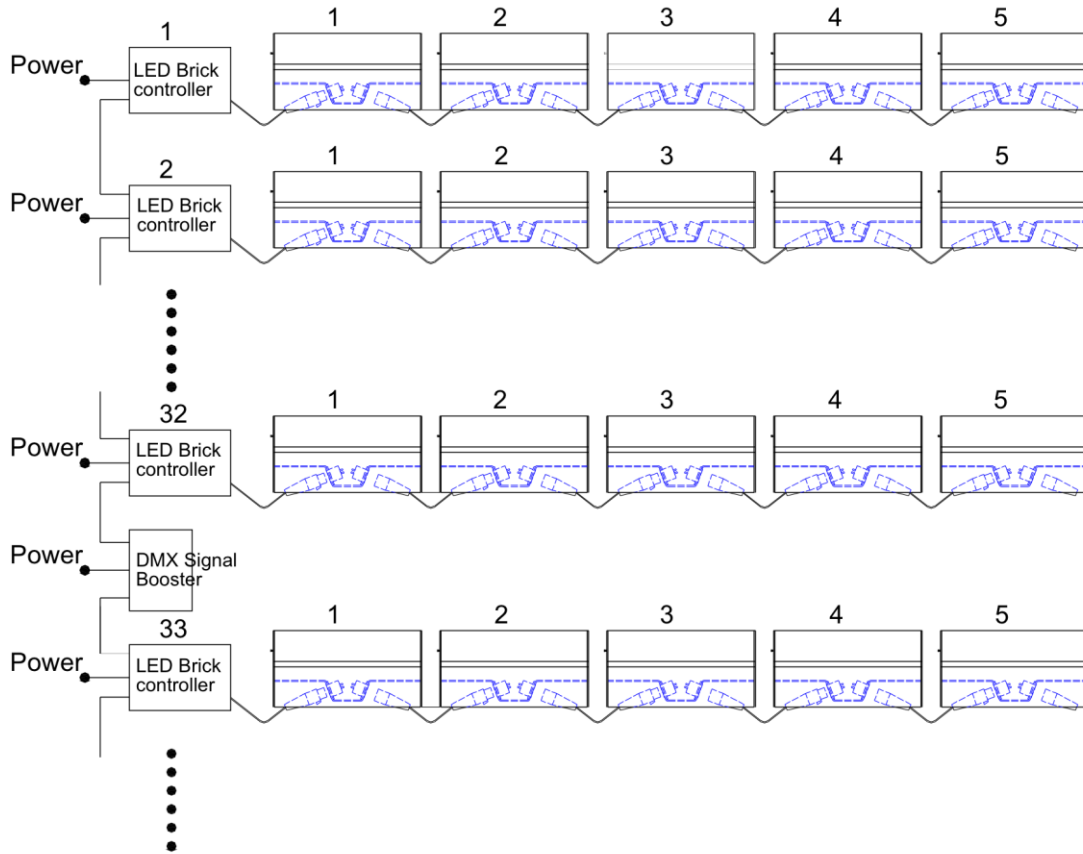 1 1 2 3 4 5
Power LED Brick
controller
2 1 2 3 4 5
Power LED Brick
controller
32 1 2 3 4 5
Power LED Brick
controller
Power DMX Signal
Booster
33 1 2 3 4 5
Power LED Brick
controller